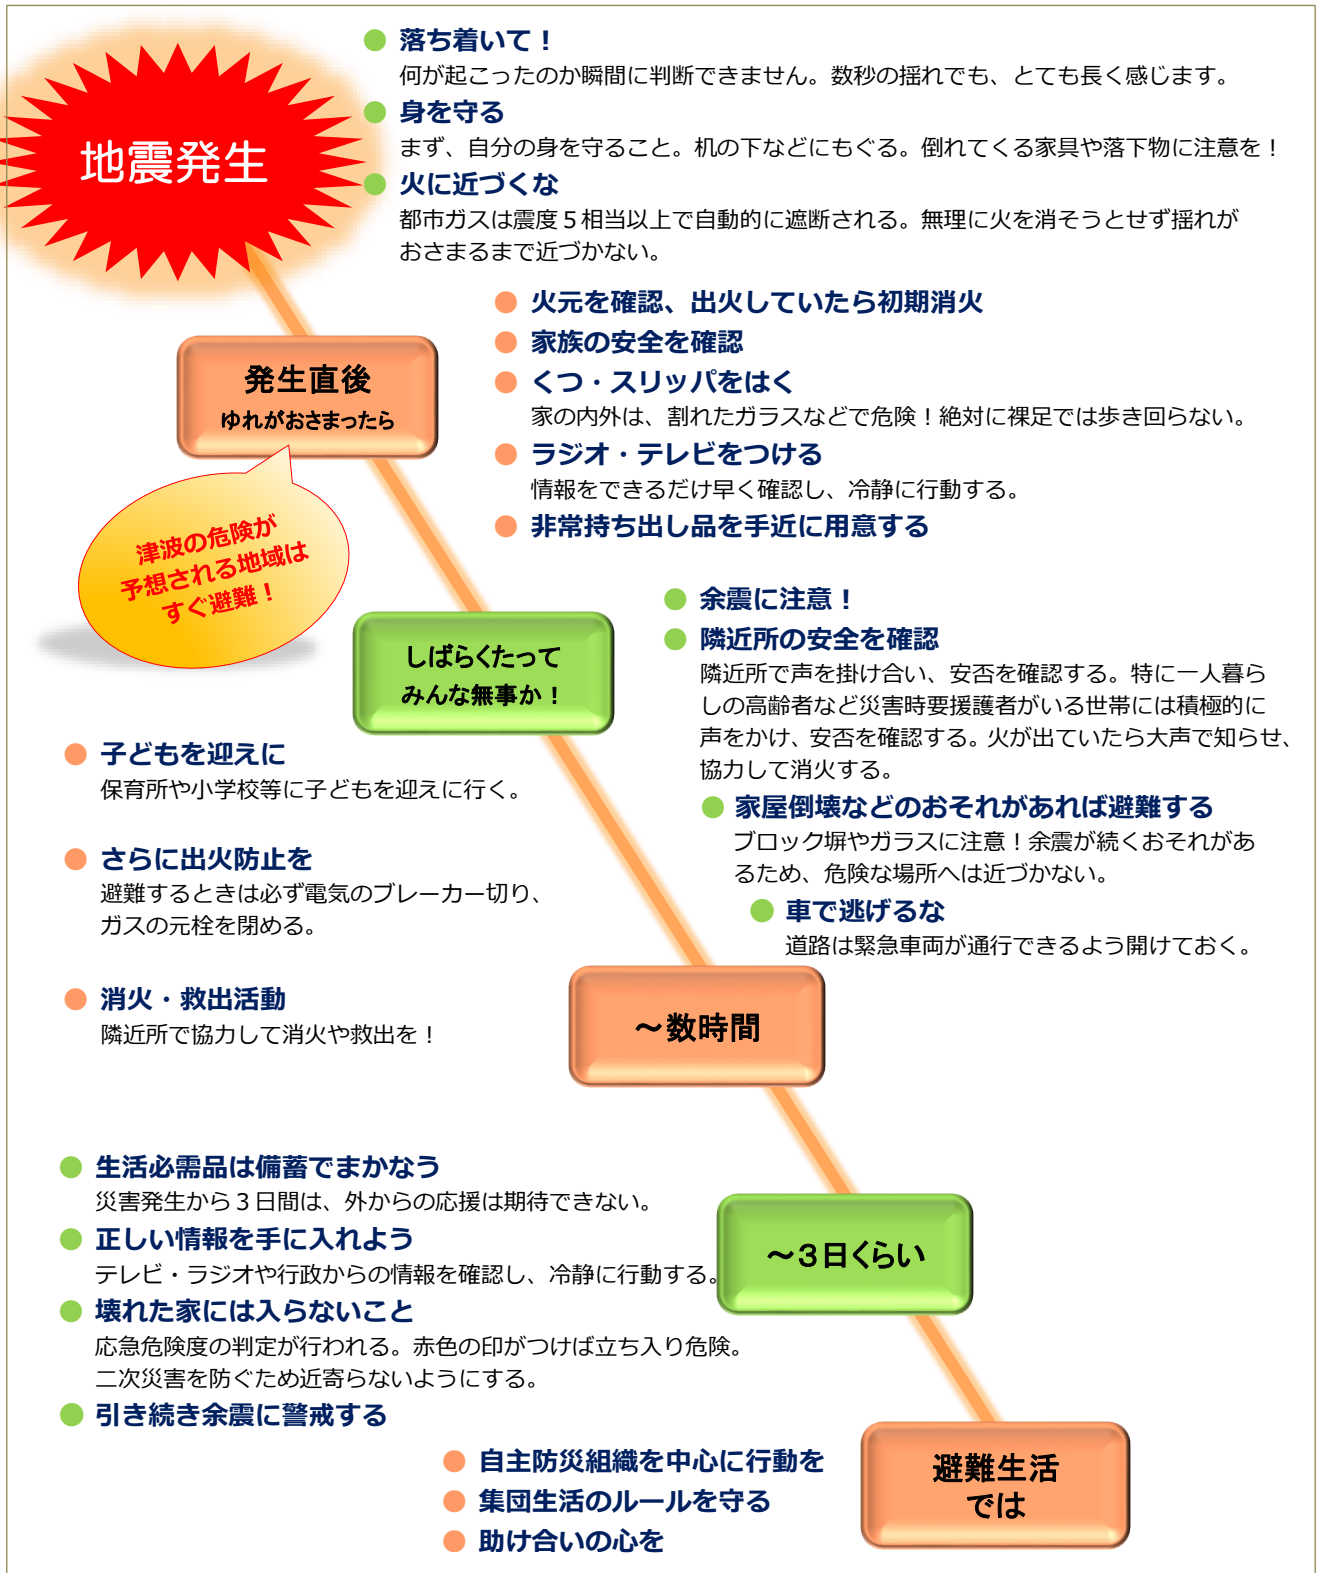 地震発生
落ち着いて！
何が起こったのか瞬間に判断できません。数秒の揺れでも、とても長く感じます。
身を守る
まず、自分の身を守ること。机の下などにもぐる。倒れてくる家具や落下物に注意を！
火に近づくな
都市ガスは震度５相当以上で自動的に遮断される。無理に火を消そうとせず揺れが
おさまるまで近づかない。
発生直後
ゆれがおさまったら
火元を確認、出火していたら初期消火
家族の安全を確認
くつ・スリッパをはく
家の内外は、割れたガラスなどで危険！絶対に裸足では歩き回らない。
ラジオ・テレビをつける
情報をできるだけ早く確認し、冷静に行動する。
非常持ち出し品を手近に用意する
津波の危険が
予想される地域は
すぐ避難！
しばらくたって
みんな無事か！
余震に注意！
隣近所の安全を確認
隣近所で声を掛け合い、安否を確認する。特に一人暮ら
しの高齢者など災害時要援護者がいる世帯には積極的に
声をかけ、安否を確認する。火が出ていたら大声で知らせ、
協力して消火する。
家屋倒壊などのおそれがあれば避難する
ブロック塀やガラスに注意！余震が続くおそれがあ
るため、危険な場所へは近づかない。
車で逃げるな
道路は緊急車両が通行できるよう開けておく。
～数時間
子どもを迎えに
保育所や小学校等に子どもを迎えに行く。
さらに出火防止を
避難するときは必ず電気のブレーカー切り、
ガスの元栓を閉める。
消火・救出活動
隣近所で協力して消火や救出を！
～３日くらい
生活必需品は備蓄でまかなう
災害発生から３日間は、外からの応援は期待できない。
正しい情報を手に入れよう
テレビ・ラジオや行政からの情報を確認し、冷静に行動する。
壊れた家には入らないこと
応急危険度の判定が行われる。赤色の印がつけば立ち入り危険。
二次災害を防ぐため近寄らないようにする。
引き続き余震に警戒する
避難生活
では
自主防災組織を中心に行動を
集団生活のルールを守る
助け合いの心を